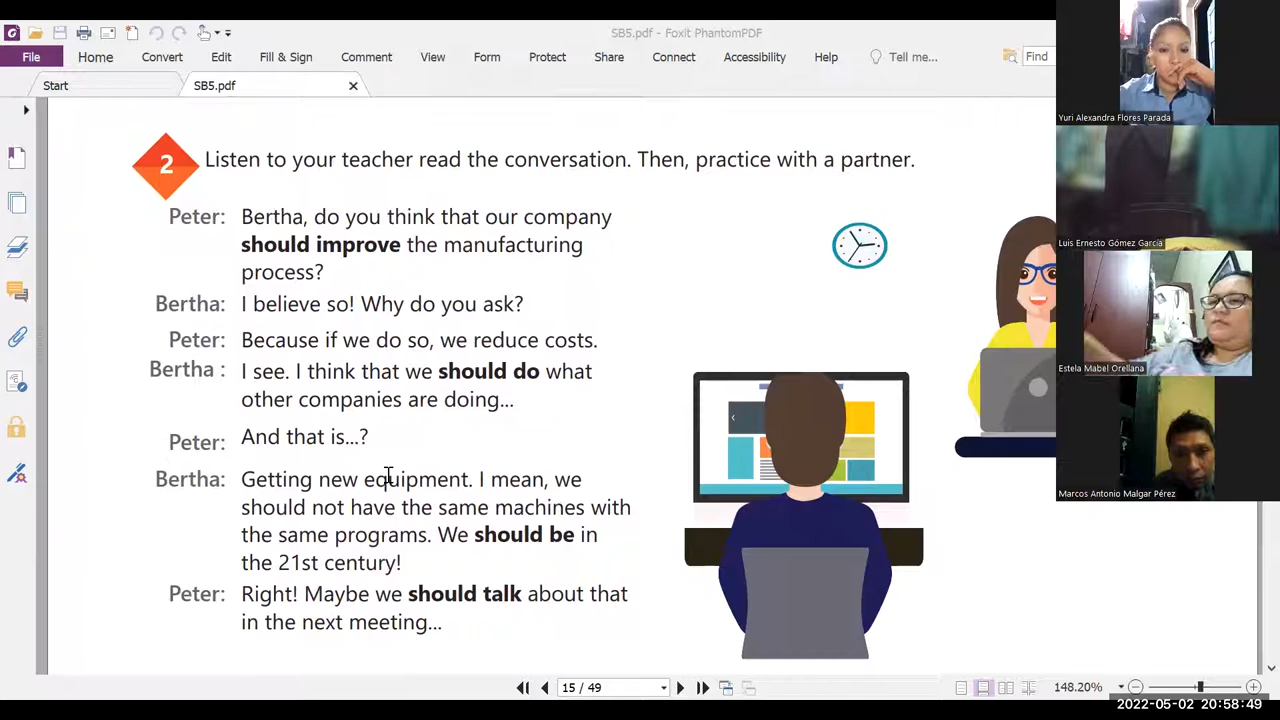 SB5.pdf - Foxit PhantomPDF
File Home Convert Edit Fill & Sign Comment View Form Protect Share Connect Accessibility Help Tell me... Find
Start SB5.pdf
2 Listen to your teacher read the conversation. Then, practice with a partner.
Peter: Bertha, do you think that our company
should improve the manufacturing
process?
Bertha: I believe so! Why do you ask?
Peter: Because if we do so, we reduce costs.
Bertha : I see. I think that we should do what
other companies are doing...
Peter: And that is...?
Bertha: Getting new equipment. I mean, we
should not have the same machines with
the same programs. We should be in
the 21st century!
Peter: Right! Maybe we should talk about that
in the next meeting...
Yuri Alexandra Flores Parada
Luis Ernesto Gómez García
Estela Mabel Orellana
Marcos Antonio Malgar Pérez
15 / 49
148.20%
2022-05-02 20:58:49